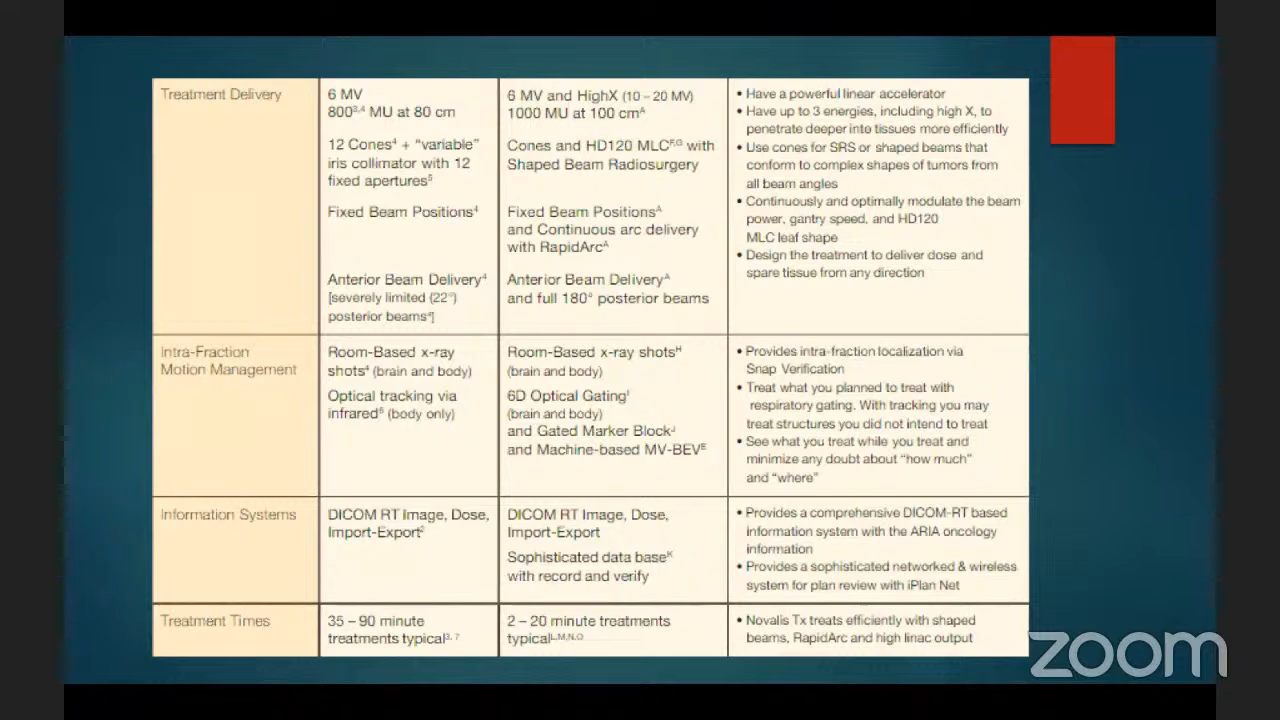 Treatment Delivery
6 MV
800³,⁴ MU at 80 cm
12 Cones⁴ + “variable”
iris collimator with 12
fixed apertures⁵
Fixed Beam Positions⁴
Anterior Beam Delivery⁴
[severely limited (22°)
posterior beams⁴]
6 MV and HighX (10 – 20 MV)
1000 MU at 100 cmᴬ
Cones and HD120 MLCF,G with
Shaped Beam Radiosurgery
Fixed Beam Positionsᴬ
and Continuous arc delivery
with RapidArcᴬ
Anterior Beam Deliveryᴬ
and full 180° posterior beams
• Have a powerful linear accelerator
• Have up to 3 energies, including high X, to
penetrate deeper into tissues more efficiently
• Use cones for SRS or shaped beams that
conform to complex shapes of tumors from
all beam angles
• Continuously and optimally modulate the beam
power, gantry speed, and HD120
MLC leaf shape
• Design the treatment to deliver dose and
spare tissue from any direction
Intra-Fraction
Motion Management
Room-Based x-ray
shots⁴ (brain and body)
Optical tracking via
infrared⁶ (body only)
Room-Based x-ray shotsᴴ
(brain and body)
6D Optical Gatingᴵ
(brain and body)
and Gated Marker Blockᴶ
and Machine-based MV-BEVᴱ
• Provides intra-fraction localization via
Snap Verification
• Treat what you planned to treat with
respiratory gating. With tracking you may
treat structures you did not intend to treat
• See what you treat while you treat and
minimize any doubt about “how much”
and “where”
Information Systems
DICOM RT Image, Dose,
Import-Export²
DICOM RT Image, Dose,
Import-Export
Sophisticated data baseᴷ
with record and verify
• Provides a comprehensive DICOM-RT based
information system with the ARIA oncology
information
• Provides a sophisticated networked & wireless
system for plan review with iPlan Net
Treatment Times
35 – 90 minute
treatments typical³, ⁷
2 – 20 minute treatments
typicalL,M,N,O
• Novalis Tx treats efficiently with shaped
beams, RapidArc and high linac output
zoom